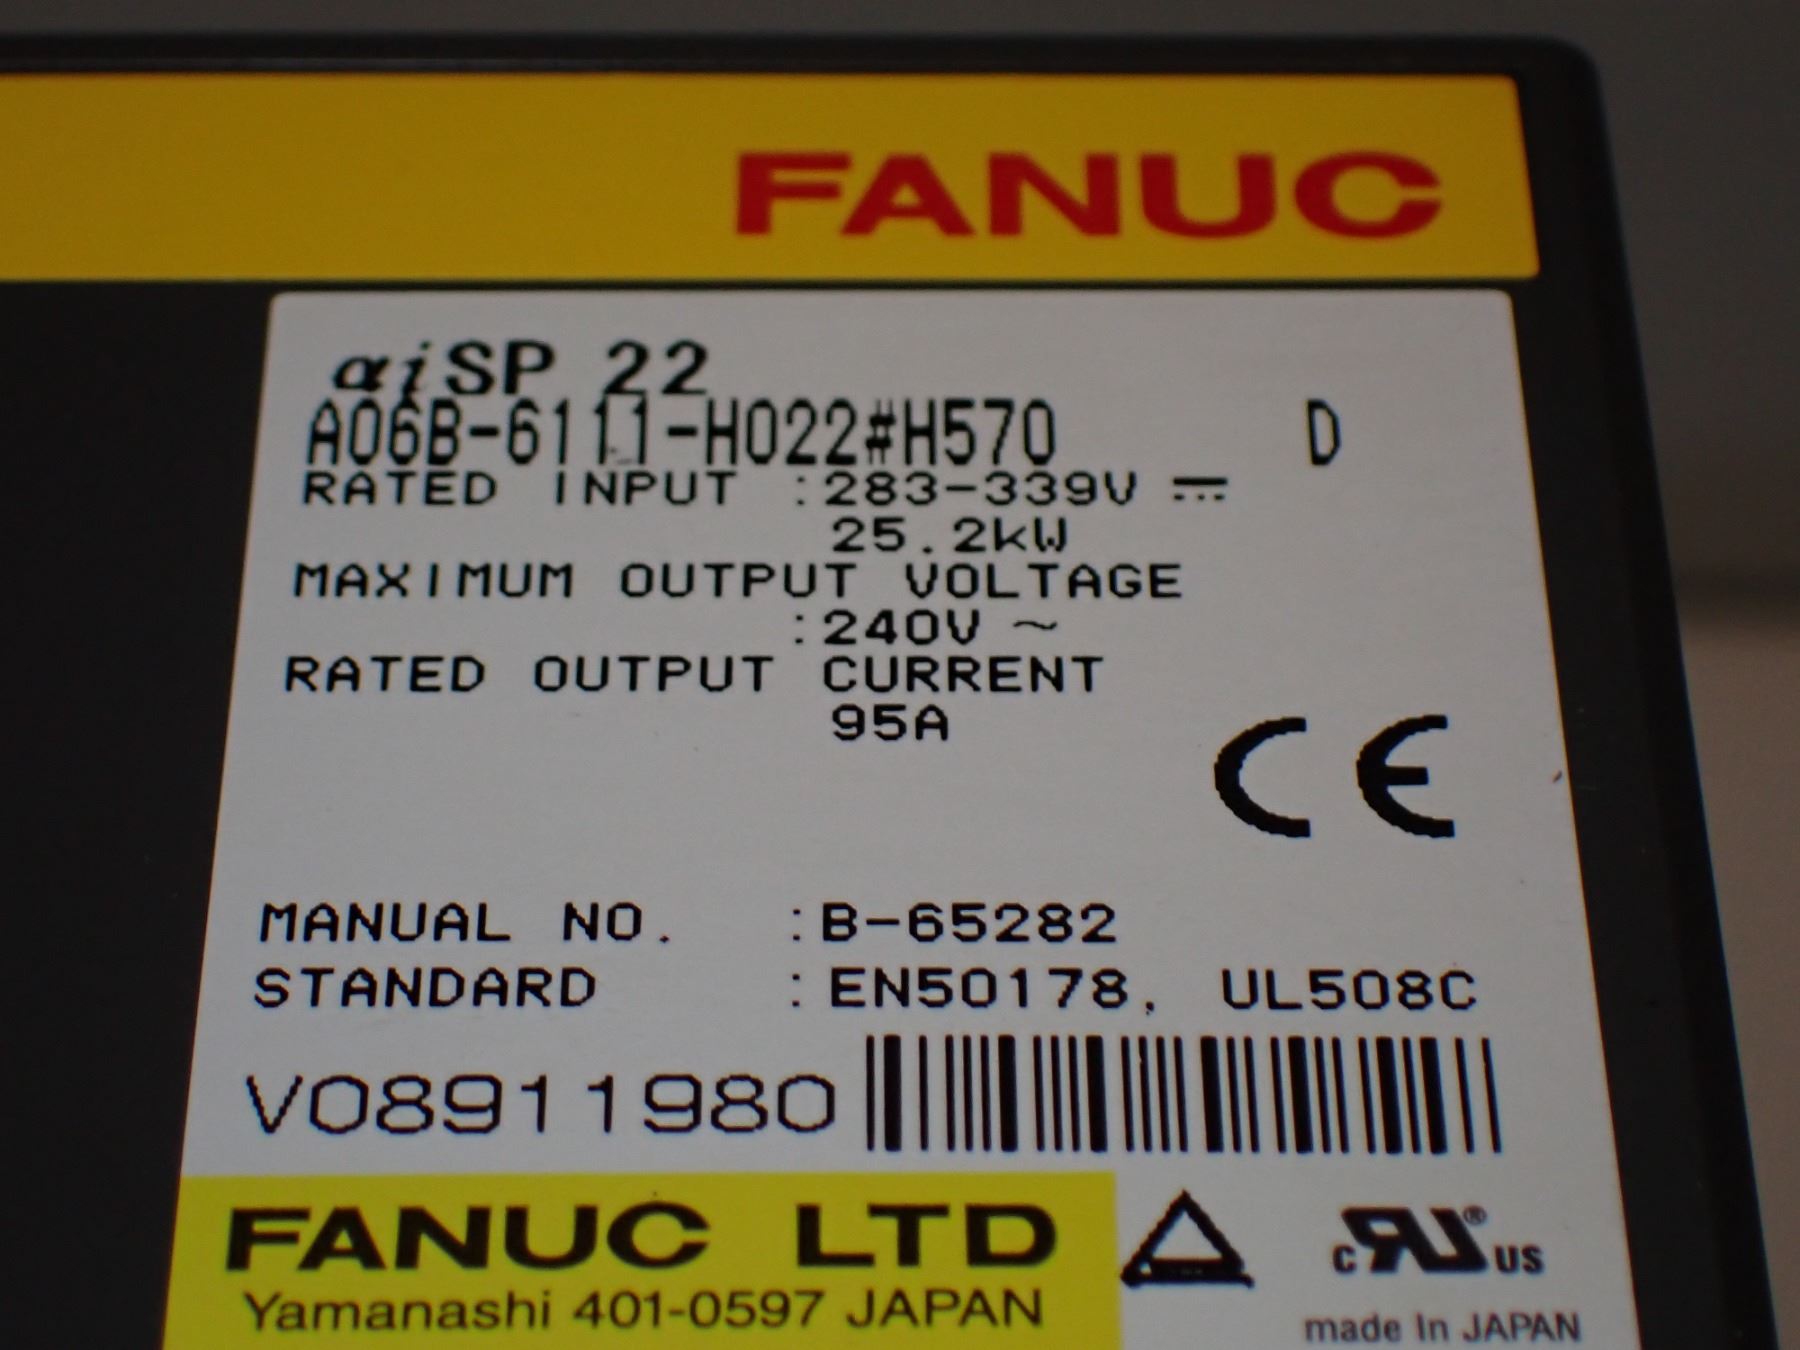 FANUC
αiSP 22
A06B-6111-H022#H570 D
RATED INPUT :283-339V ⎓
25.2kW
MAXIMUM OUTPUT VOLTAGE
:240V ~
RATED OUTPUT CURRENT
95A
CE
MANUAL NO. :B-65282
STANDARD :EN50178, UL508C
V08911980
FANUC LTD
Yamanashi 401-0597 JAPAN
c RU ® US
made In JAPAN